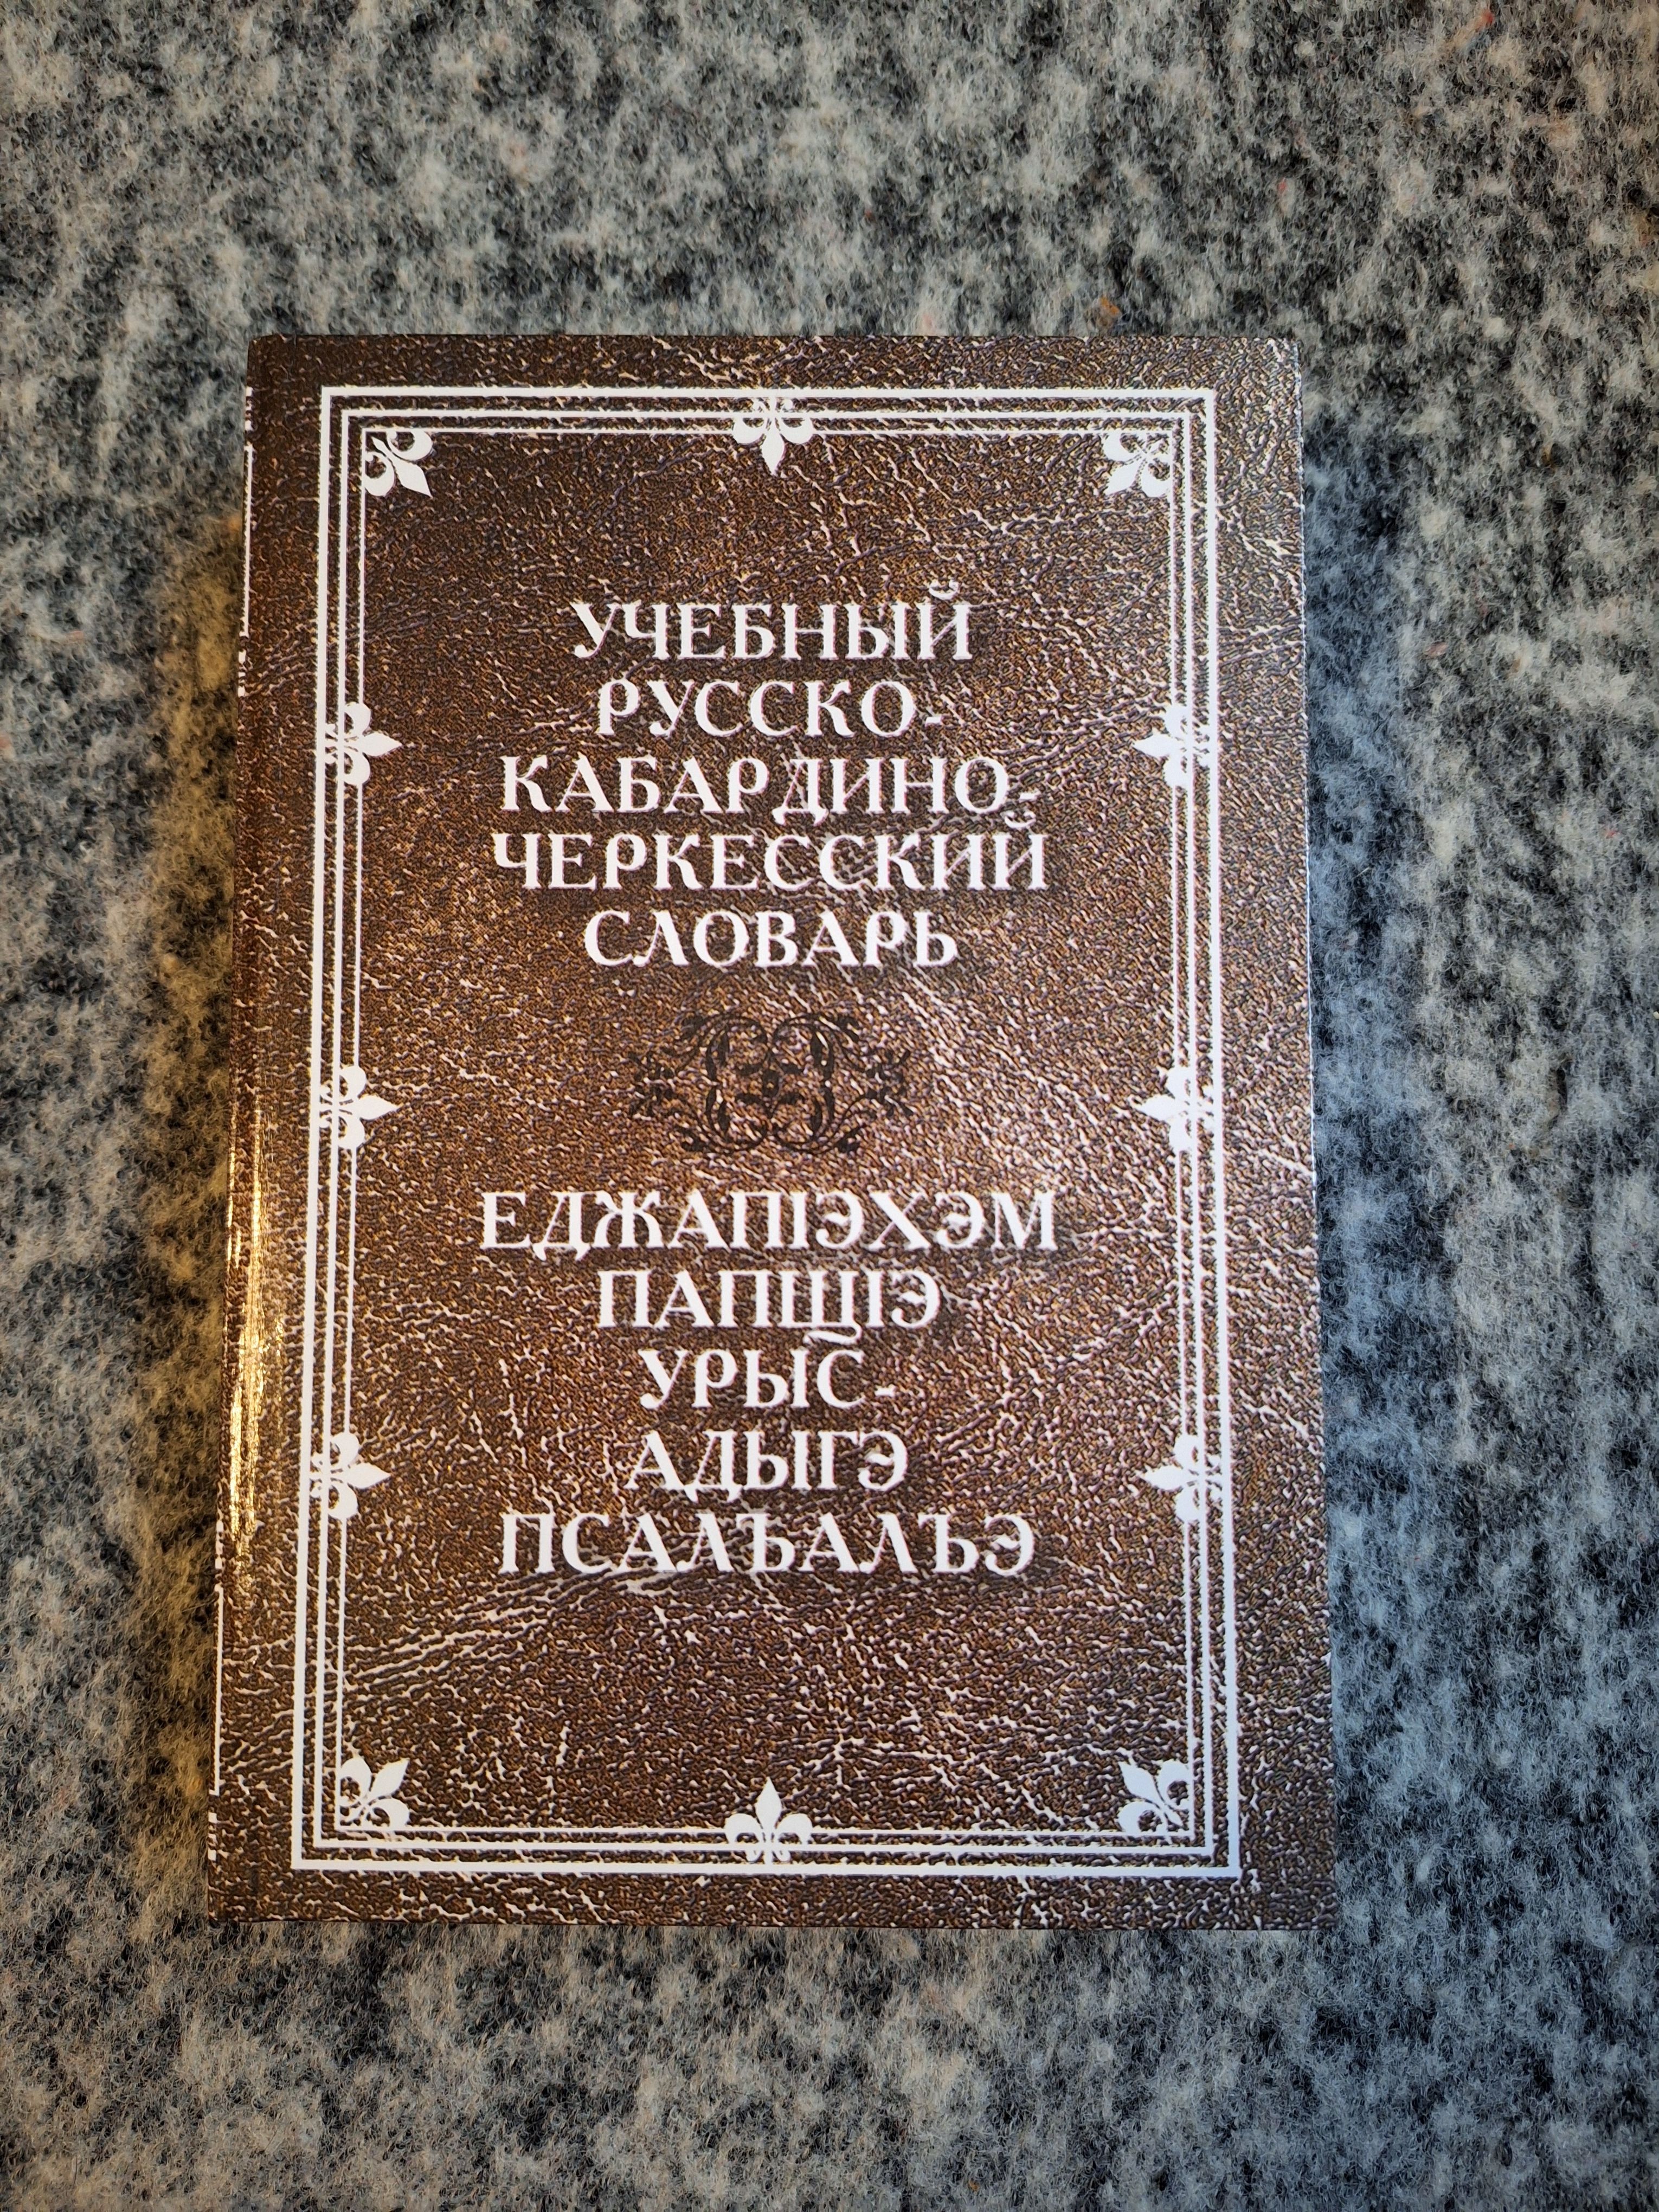 УЧЕБНЫЙ
РУССКО-
КАБАРДИНО-
ЧЕРКЕССКИЙ
СЛОВАРЬ
ЕДЖАПIЭХЭМ
ПАПЩIЭ
УРЫС-
АДЫГЭ
ПСАЛЪАЛЪЭ